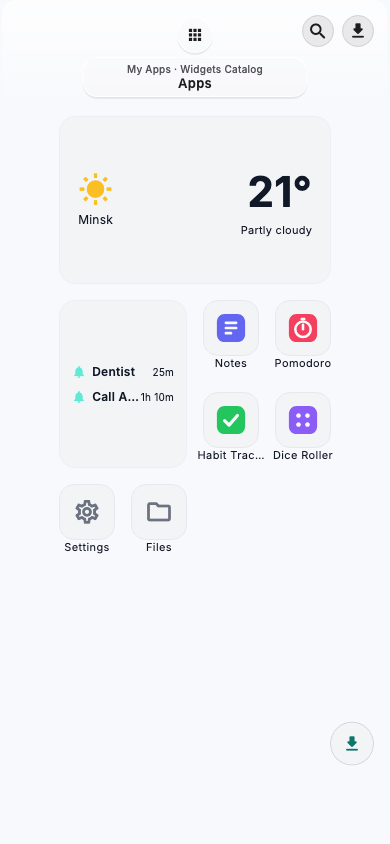 My Apps · Widgets Catalog
Apps
Minsk
21°
Partly cloudy
Dentist 25m
Call A... 1h 10m
Notes
Pomodoro
Habit Trac...
Dice Roller
Settings
Files